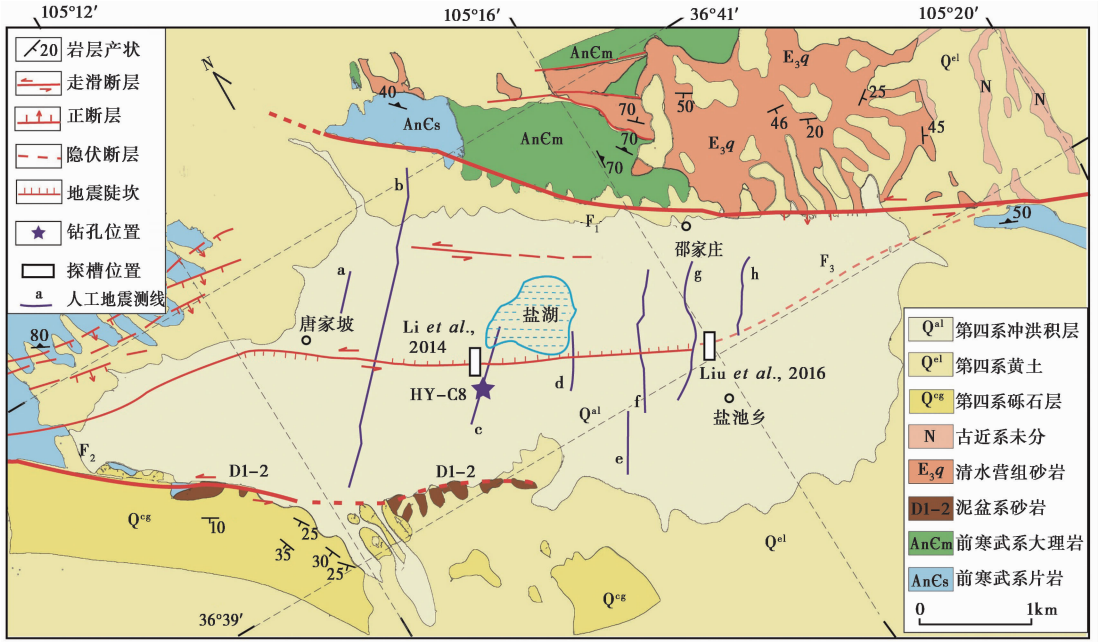 105°12′
105°16′
36°41′
105°20′
20 岩层产状
走滑断层
正断层
隐伏断层
地震陡坎
钻孔位置
探槽位置
a 人工地震测线
N
AnЄm
E₃q
Qᵉˡ
N
N
40
AnЄs
AnЄm
70
70
70
50
E₃q
46
20
25
45
b
F₁
邵家庄
50
a
g
h
F₃
盐湖
唐家坡
Li et al.,
2014
80
HY-C8
c
d
f
e
Qᵃˡ
Liu et al., 2016
盐池乡
F₂
D1-2
D1-2
Qᶜᵍ
10
25
35
30
25
Qᵉˡ
Qᶜᵍ
36°39′
Qᵃˡ 第四系冲洪积层
Qᵉˡ 第四系黄土
Qᶜᵍ 第四系砾石层
N 古近系未分
E₃q 清水营组砂岩
D1-2 泥盆系砂岩
AnЄm 前寒武系大理岩
AnЄs 前寒武系片岩
0 1km